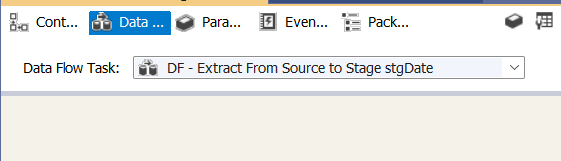 Cont... Data ... Para... Even... Pack...
Data Flow Task: DF - Extract From Source to Stage stgDate